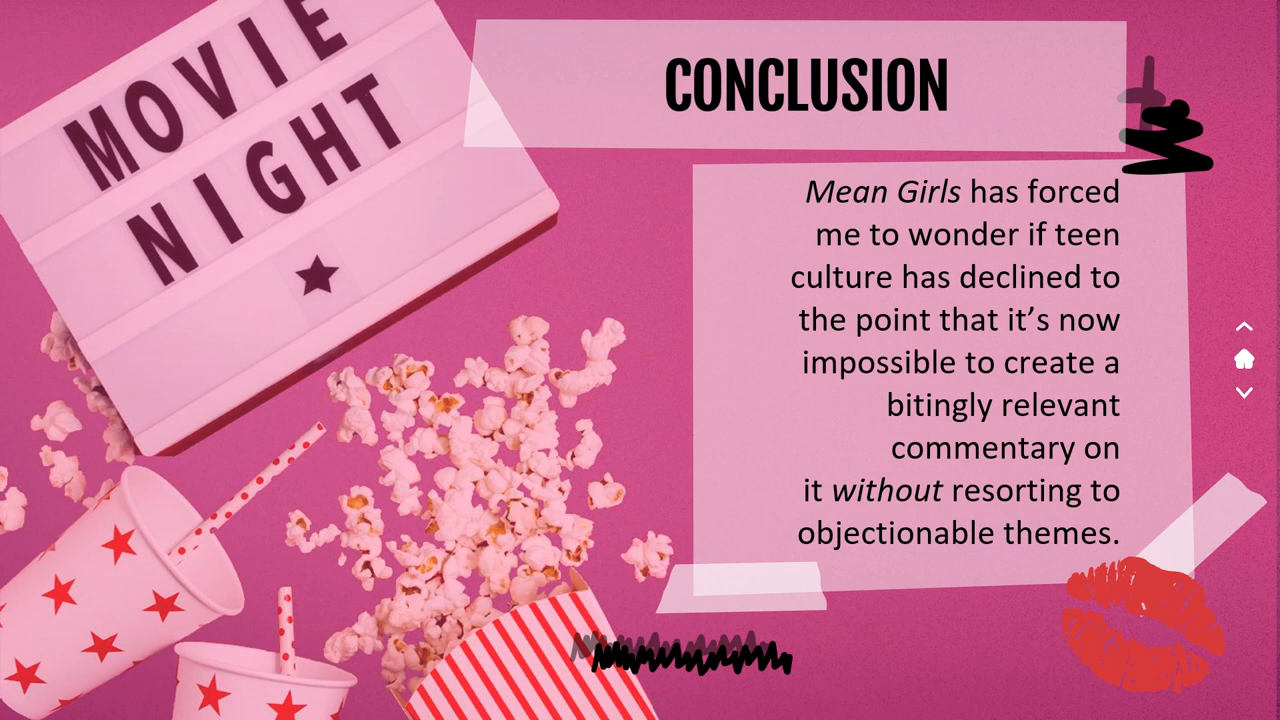 MOVIE
NIGHT
CONCLUSION
Mean Girls has forced
me to wonder if teen
culture has declined to
the point that it’s now
impossible to create a
bitingly relevant
commentary on
it without resorting to
objectionable themes.